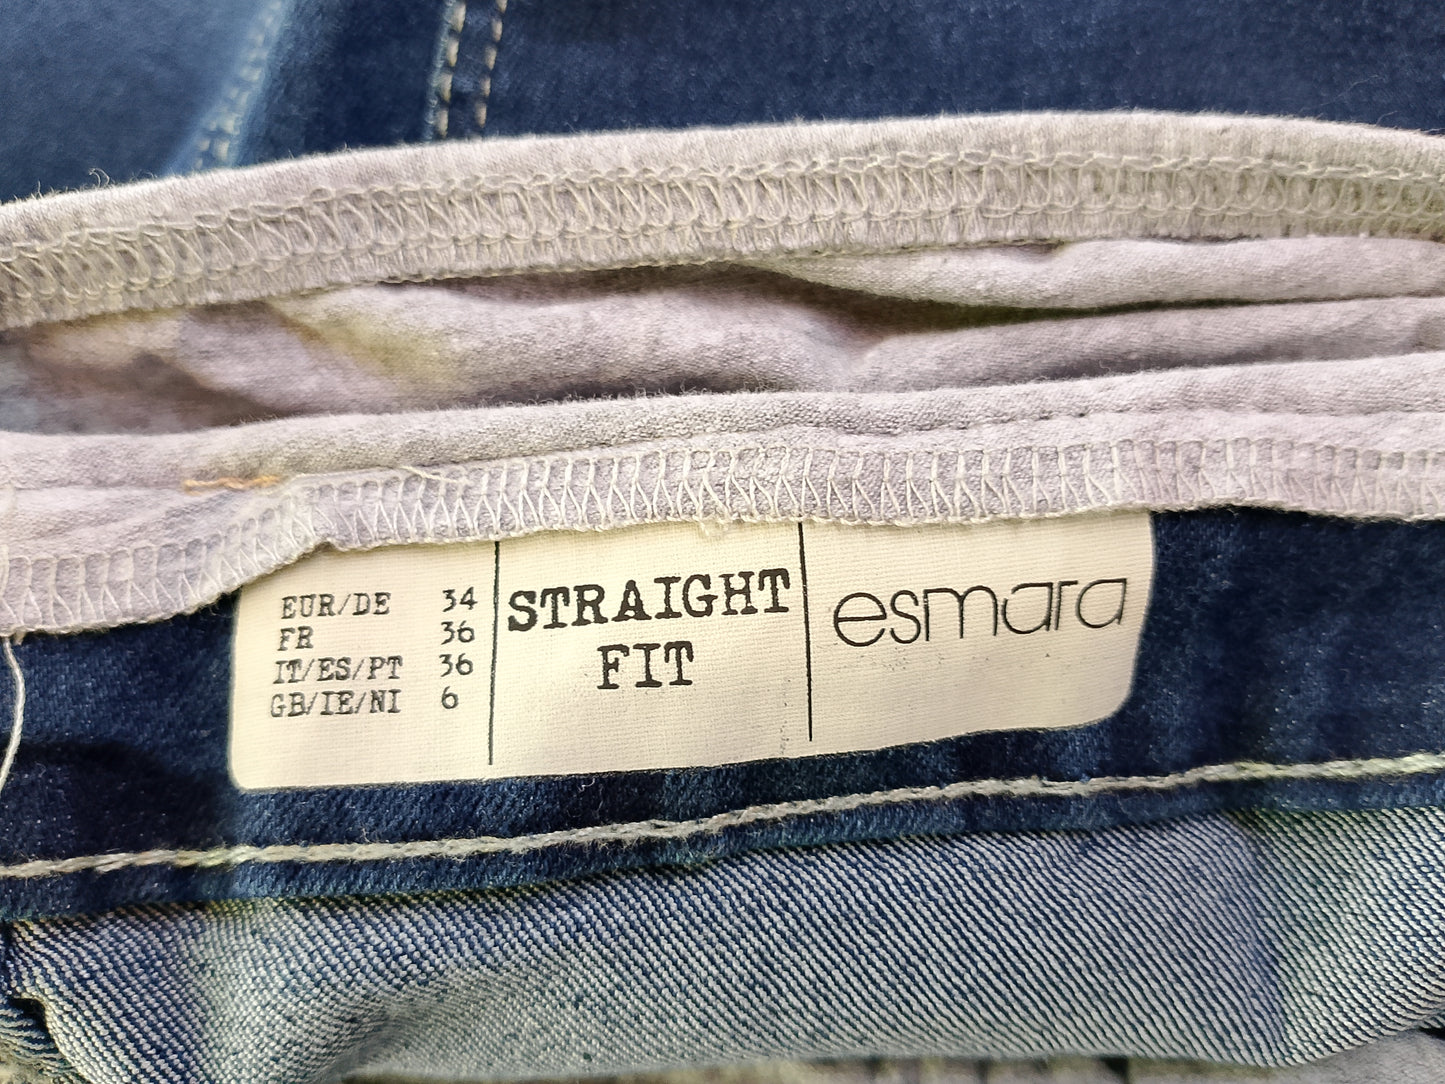 EUR/DE 34
FR 36
IT/ES/PT 36
GB/IE/NI 6
STRAIGHT
FIT
esmara